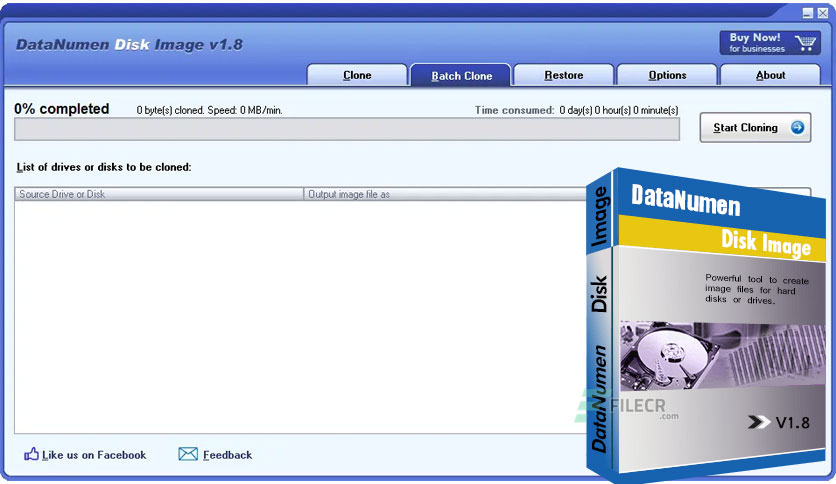 DataNumen Disk Image v1.8
Buy Now!
for businesses
Clone
Batch Clone
Restore
Options
About
0% completed
0 byte(s) cloned. Speed: 0 MB/min.
Time consumed: 0 day(s) 0 hour(s) 0 minute(s)
Start Cloning
List of drives or disks to be cloned:
Source Drive or Disk
Output image file as
DataNumen
Disk Image
Powerful tool to create
image files for hard
disks or drives.
V1.8
DataNumen Disk Image
FILECR
.com
Like us on Facebook
Feedback